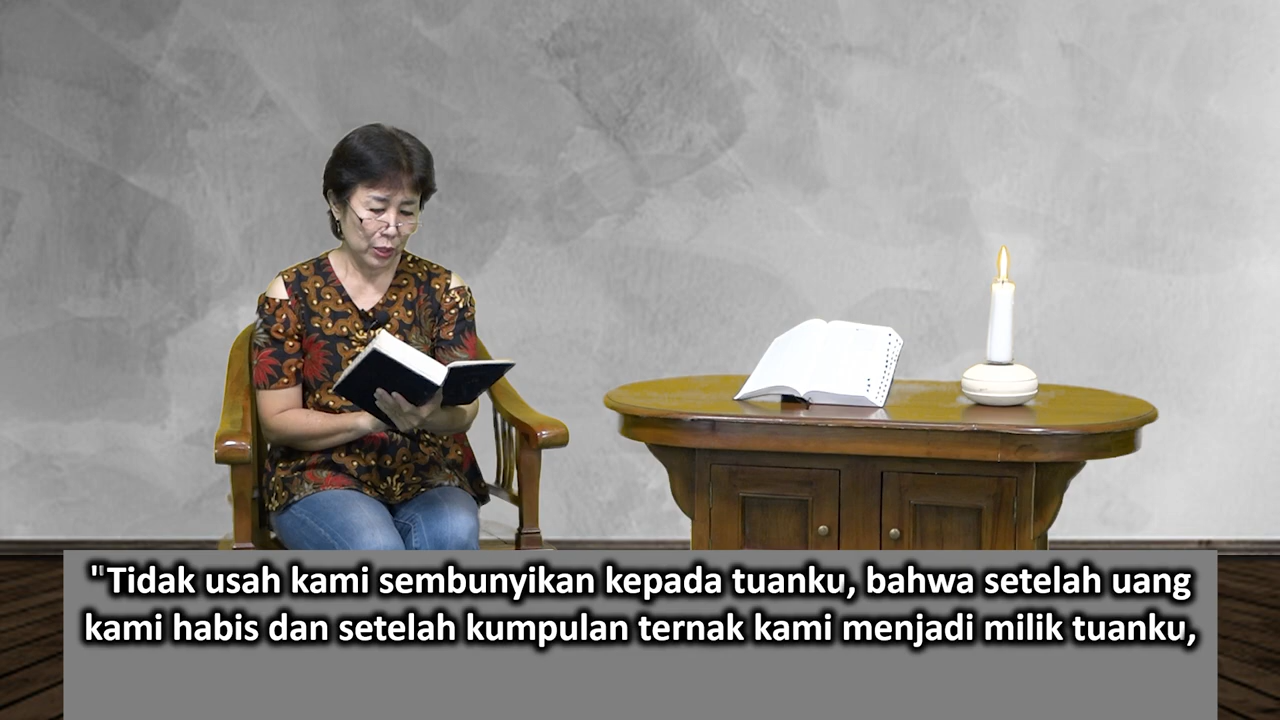 "Tidak usah kami sembunyikan kepada tuanku, bahwa setelah uang
kami habis dan setelah kumpulan ternak kami menjadi milik tuanku,